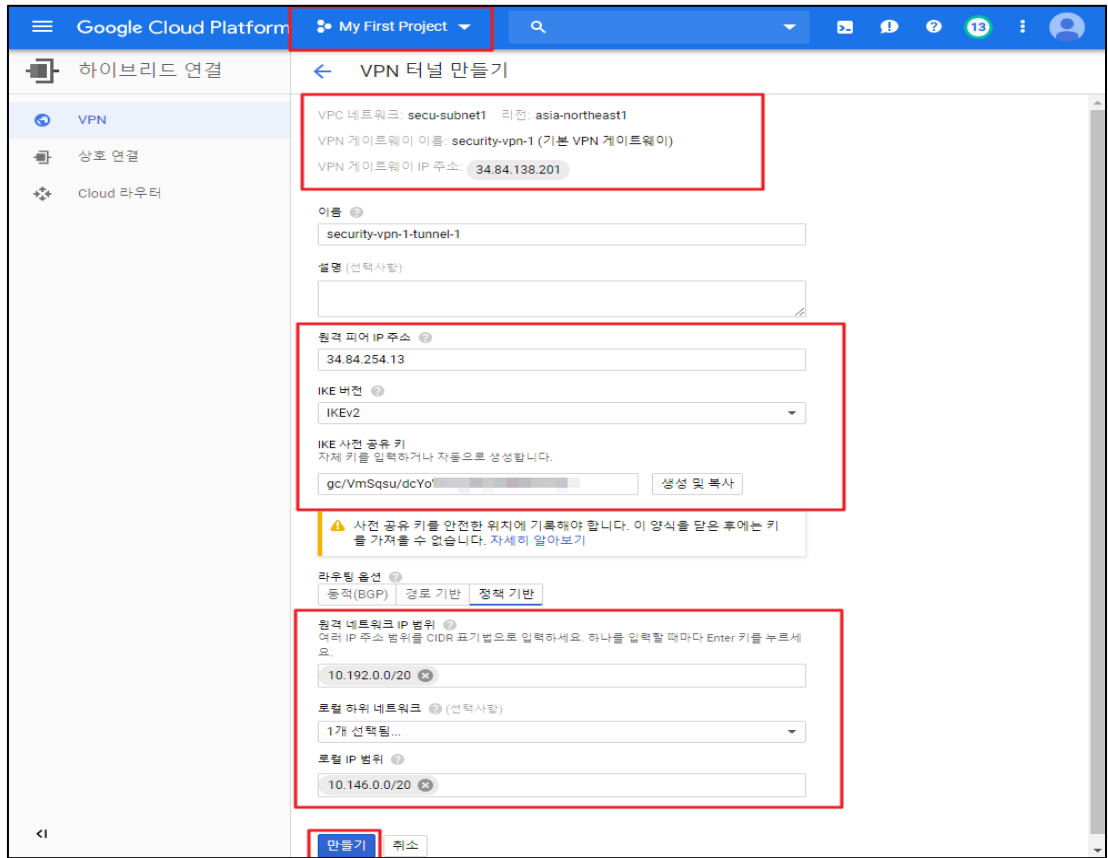 Google Cloud Platform
My First Project
13
하이브리드 연결
VPN 터널 만들기
VPN
상호 연결
Cloud 라우터
VPC 네트워크: secu-subnet1 리전: asia-northeast1
VPN 게이트웨이 이름: security-vpn-1 (기본 VPN 게이트웨이)
VPN 게이트웨이 IP 주소: 34.84.138.201
이름
security-vpn-1-tunnel-1
설명 (선택사항)
원격 피어 IP 주소
34.84.254.13
IKE 버전
IKEv2
IKE 사전 공유 키
자체 키를 입력하거나 자동으로 생성합니다.
gc/VmSqsu/dcYo
생성 및 복사
사전 공유 키를 안전한 위치에 기록해야 합니다. 이 양식을 닫은 후에는 키
를 가져올 수 없습니다. 자세히 알아보기
라우팅 옵션
동적(BGP) 경로 기반 정책 기반
원격 네트워크 IP 범위
여러 IP 주소 범위를 CIDR 표기법으로 입력하세요. 하나를 입력할 때마다 Enter 키를 누르세
요.
10.192.0.0/20
로컬 하위 네트워크 (선택사항)
1개 선택됨...
로컬 IP 범위
10.146.0.0/20
만들기 취소